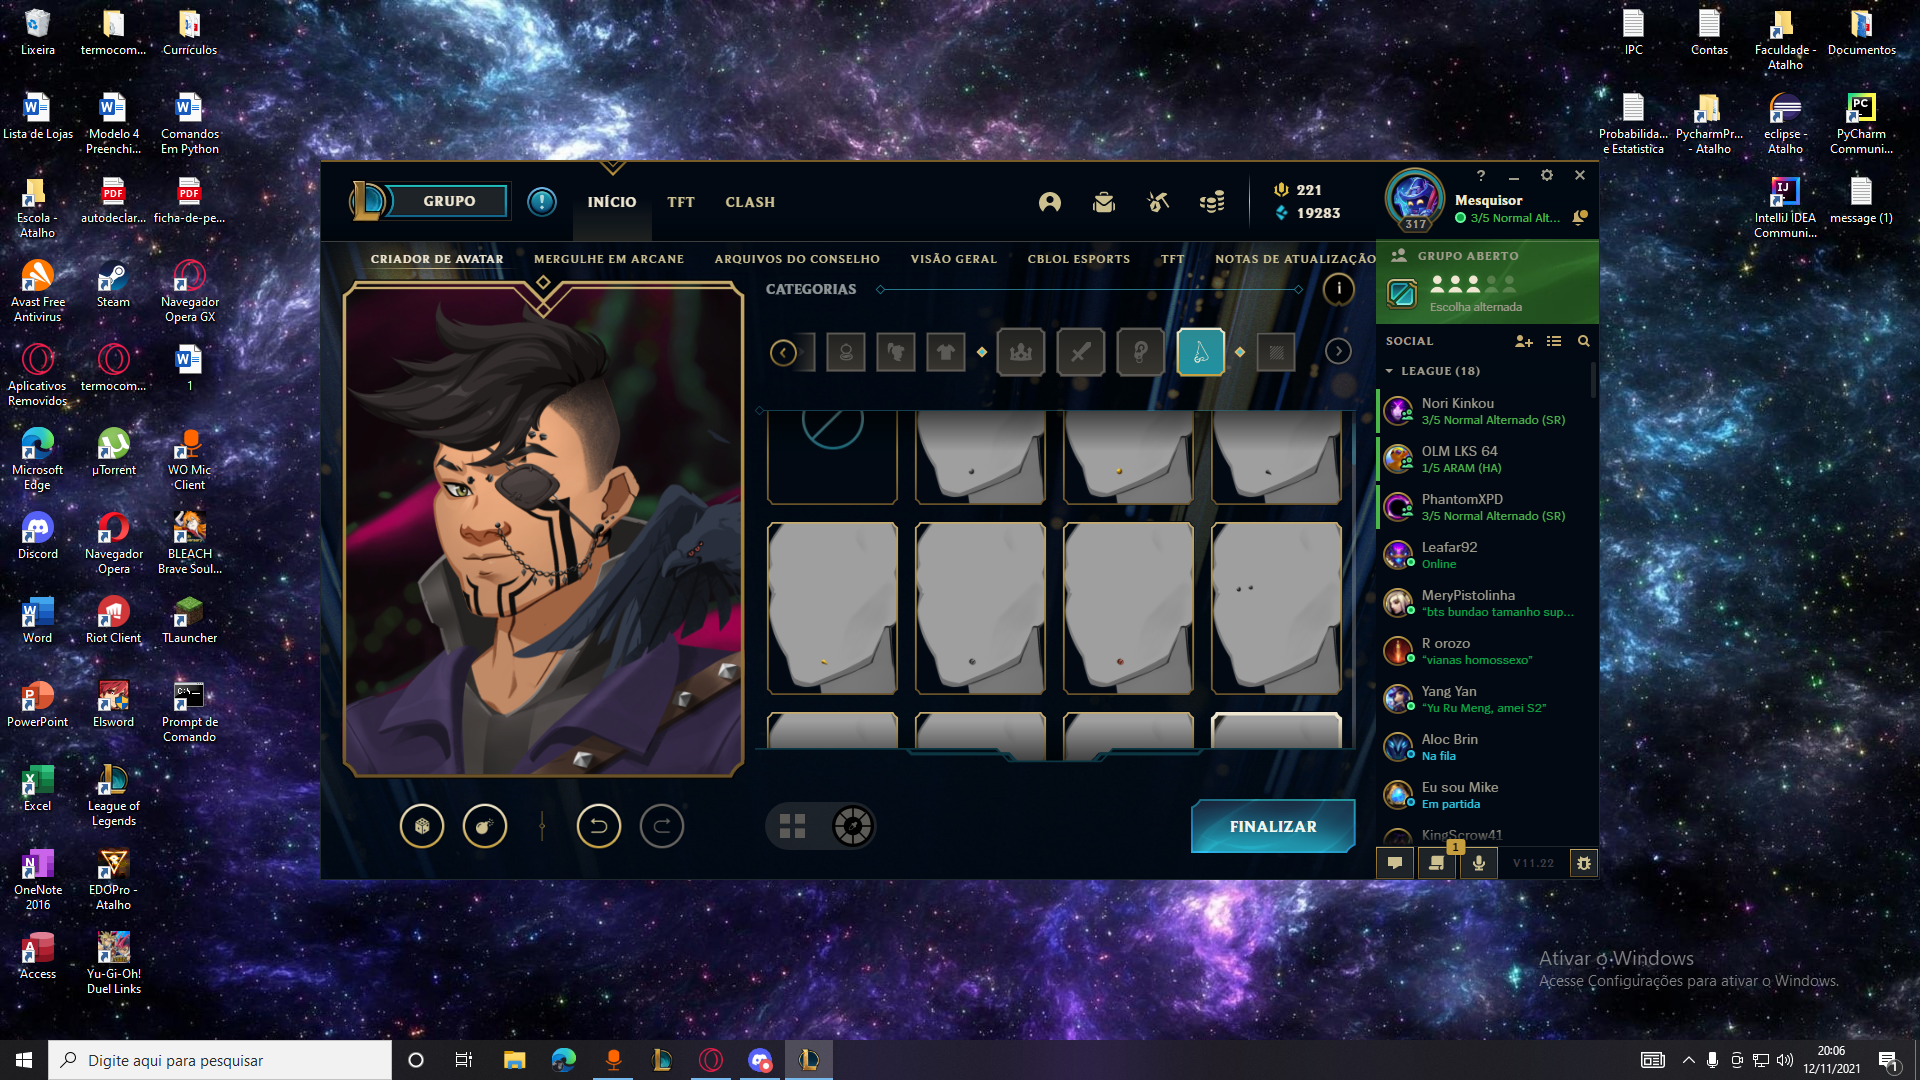 Lixeira
termocom...
Currículos
Lista de Lojas
Modelo 4
Preenchi...
Comandos
Em Python
Escola -
Atalho
autodeclar...
ficha-de-pe...
Avast Free
Antivirus
Steam
Navegador
Opera GX
Aplicativos
Removidos
termocom...
1
Microsoft
Edge
µTorrent
WO Mic
Client
Discord
Navegador
Opera
BLEACH
Brave Soul...
Word
Riot Client
TLauncher
PowerPoint
Elsword
Prompt de
Comando
Excel
League of
Legends
OneNote
2016
EDOPro -
Atalho
Access
Yu-Gi-Oh!
Duel Links
IPC
Contas
Faculdade -
Atalho
Documentos
Probabilida...
e Estatistica
PycharmPr...
- Atalho
eclipse -
Atalho
PyCharm
Communi...
IntelliJ IDEA
Communi...
message (1)
GRUPO
INÍCIO
TFT
CLASH
221
19283
317
Mesquisor
3/5 Normal Alt...
CRIADOR DE AVATAR
MERGULHE EM ARCANE
ARQUIVOS DO CONSELHO
VISÃO GERAL
CBLOL ESPORTS
TFT
NOTAS DE ATUALIZAÇÃO
CATEGORIAS
FINALIZAR
GRUPO ABERTO
Escolha alternada
SOCIAL
LEAGUE (18)
Nori Kinkou
3/5 Normal Alternado (SR)
OLM LKS 64
1/5 ARAM (HA)
PhantomXPD
3/5 Normal Alternado (SR)
Leafar92
Online
MeryPistolinha
“bts bundao tamanho sup...
R orozo
“vianas homossexo”
Yang Yan
“Yu Ru Meng, amei S2”
Aloc Brin
Na fila
Eu sou Mike
Em partida
KingScrow41
1
V11.22
Ativar o Windows
Acesse Configurações para ativar o Windows.
Digite aqui para pesquisar
20:06
12/11/2021
1